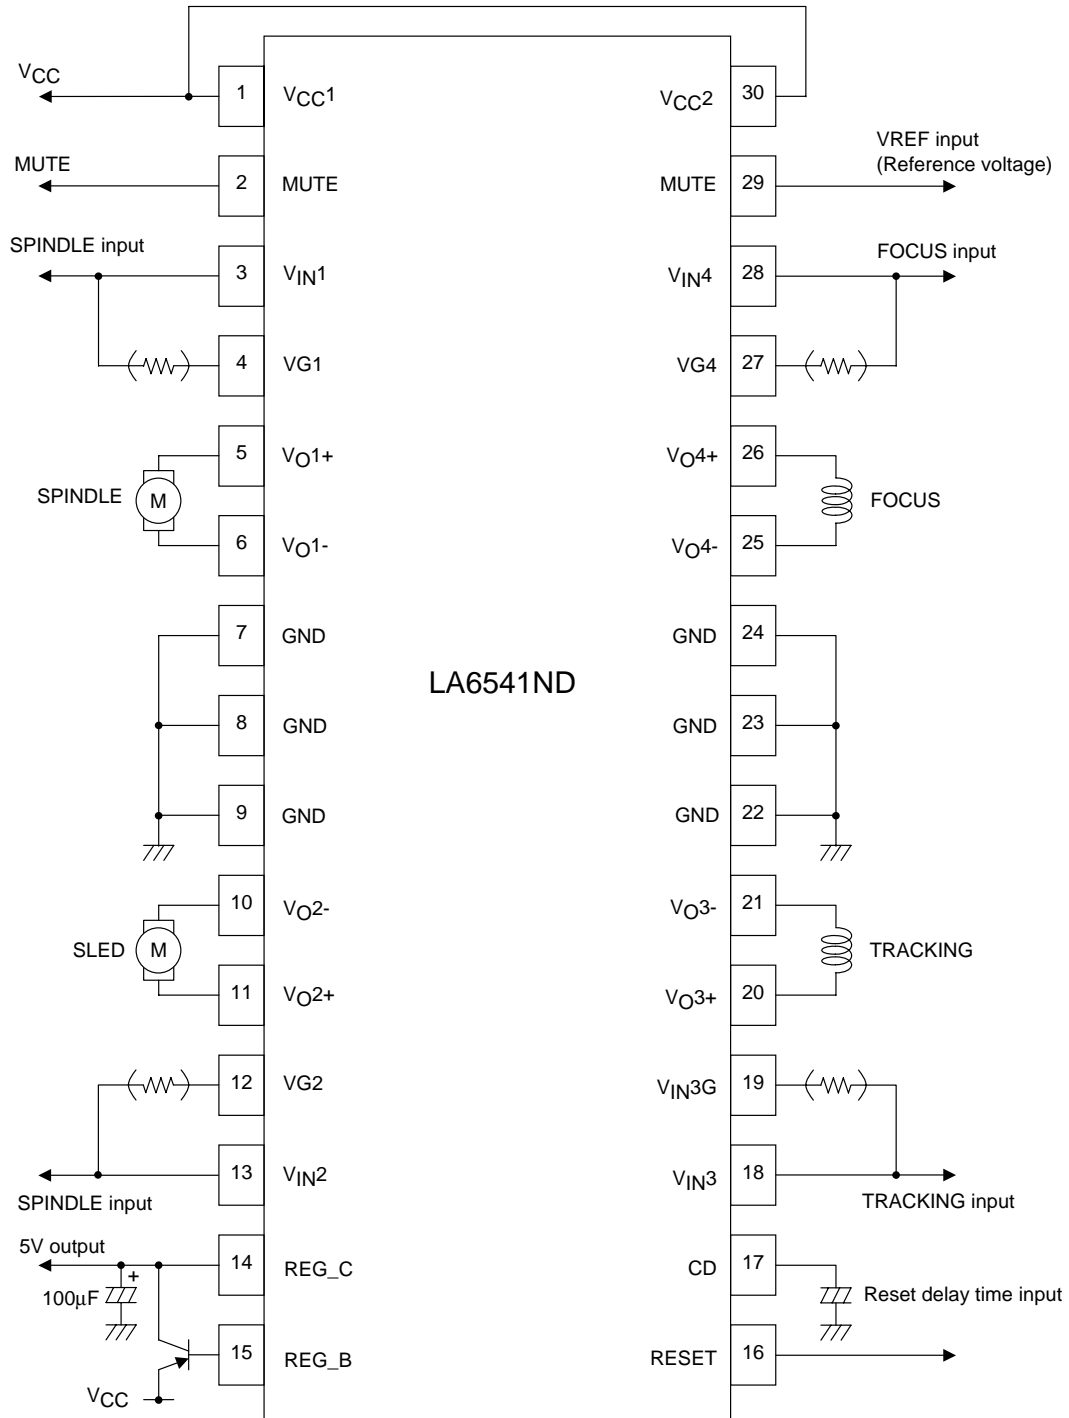 VCC
1
VCC1
VCC2
30
VREF input
(Reference voltage)
MUTE
2
MUTE
MUTE
29
SPINDLE input
3
VIN1
VIN4
28
FOCUS input
4
VG1
VG4
27
5
VO1+
VO4+
26
SPINDLE
M
FOCUS
6
VO1-
VO4-
25
7
GND
GND
24
LA6541ND
8
GND
GND
23
9
GND
GND
22
10
VO2-
VO3-
21
SLED
M
TRACKING
11
VO2+
VO3+
20
12
VG2
VIN3G
19
13
VIN2
VIN3
18
SPINDLE input
TRACKING input
5V output
14
REG_C
CD
17
+
100µF
Reset delay time input
15
REG_B
RESET
16
VCC